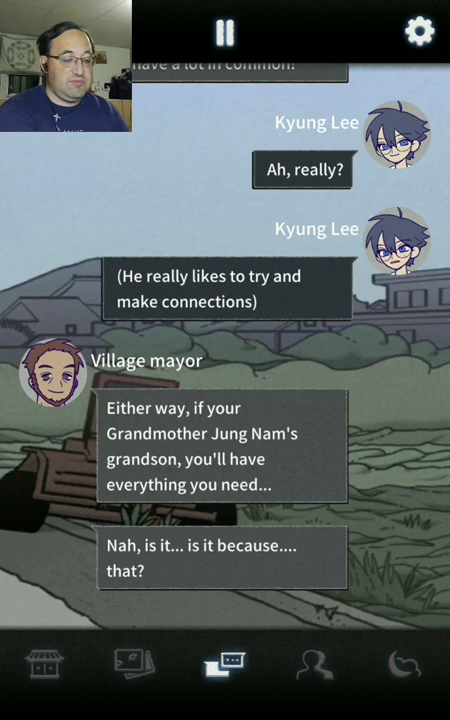 have a lot in common?
Kyung Lee
Ah, really?
Kyung Lee
(He really likes to try and
make connections)
Village mayor
Either way, if your
Grandmother Jung Nam's
grandson, you'll have
everything you need...
Nah, is it... is it because....
that?